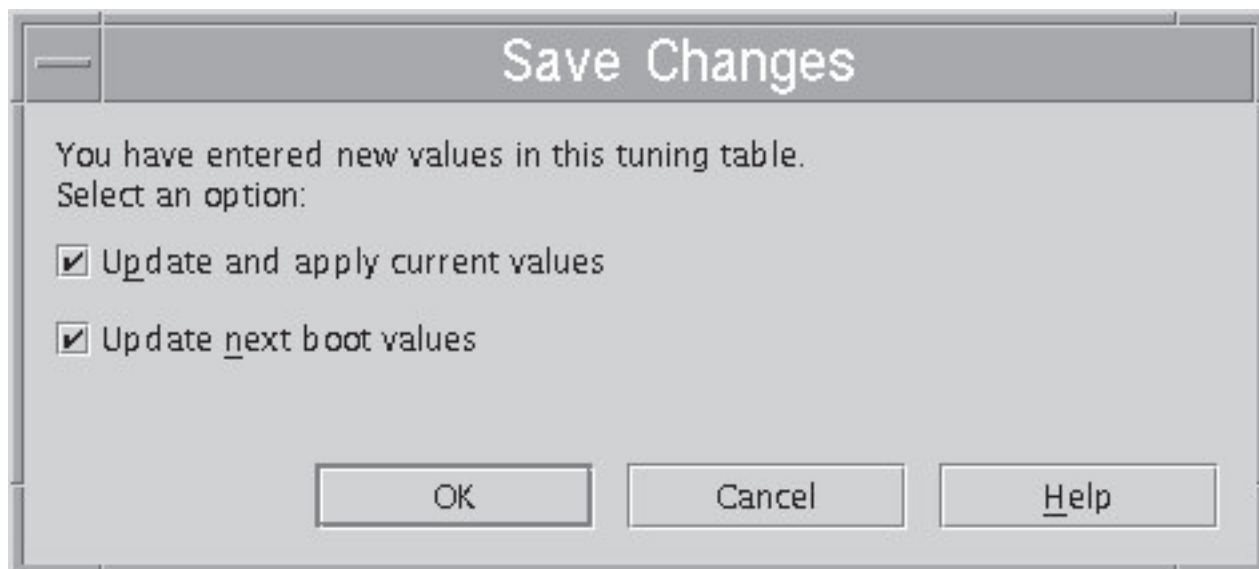 Save Changes
You have entered new values in this tuning table.
Select an option:
Update and apply current values
Update next boot values
OK
Cancel
Help